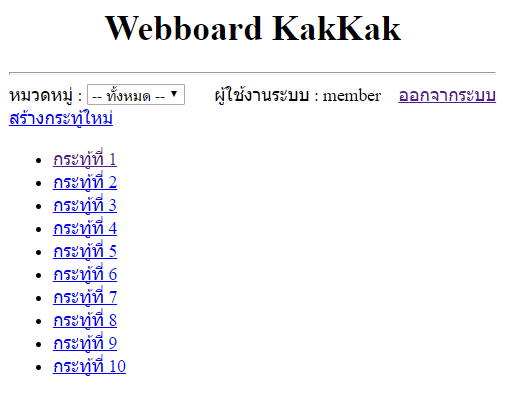 Webboard KakKak
หมวดหมู่ : -- ทั้งหมด -- ผู้ใช้งานระบบ : member ออกจากระบบ
สร้างกระทู้ใหม่
กระทู้ที่ 1
กระทู้ที่ 2
กระทู้ที่ 3
กระทู้ที่ 4
กระทู้ที่ 5
กระทู้ที่ 6
กระทู้ที่ 7
กระทู้ที่ 8
กระทู้ที่ 9
กระทู้ที่ 10